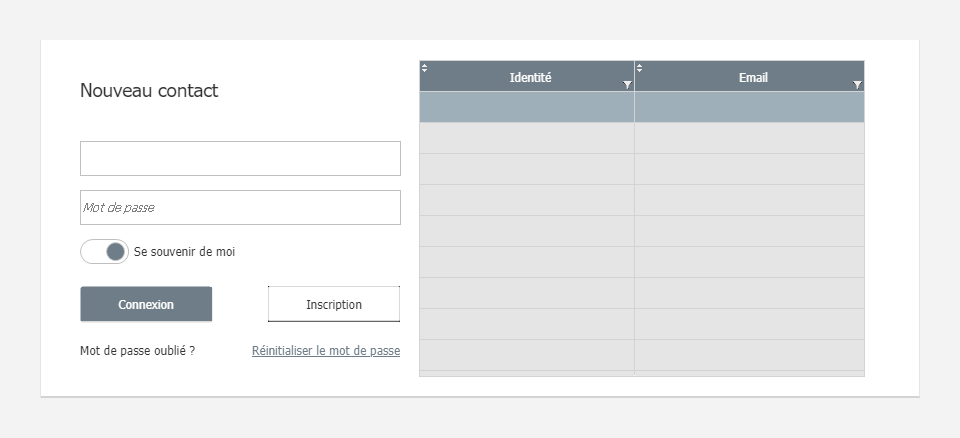 Nouveau contact
Mot de passe
Se souvenir de moi
Connexion
Inscription
Mot de passe oublié ?
Réinitialiser le mot de passe
Identité
Email